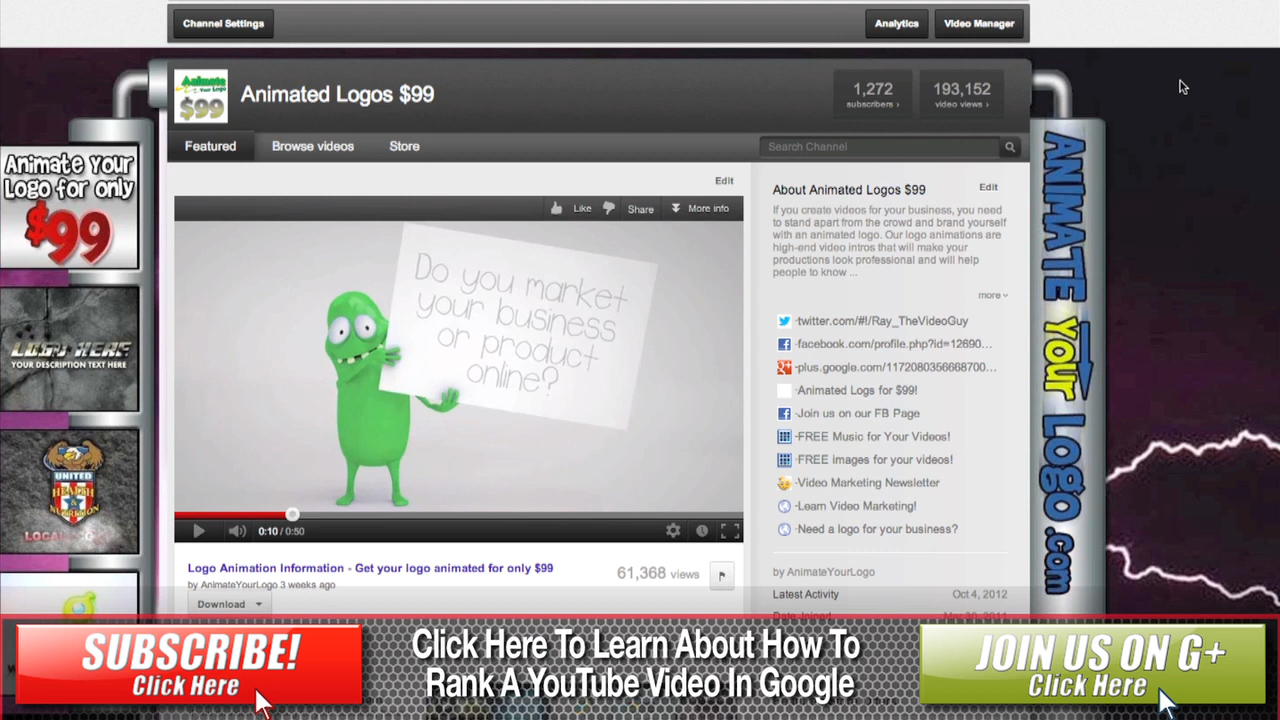 Channel Settings
Analytics
Video Manager
Animate
Your Logo
$99
Animated Logos $99
1,272
subscribers ›
193,152
video views ›
Featured
Browse videos
Store
Search Channel
Animate Your
Logo for only
$99
LOGO HERE
YOUR DESCRIPTION TEXT HERE
UNITED
HEALTH
&
NUTRITION
Edit
Like
Share
More info
Do you market
your business
or product
online?
0:10 / 0:50
Logo Animation Information - Get your logo animated for only $99
by AnimateYourLogo 3 weeks ago
61,368 views
Download
About Animated Logos $99
Edit
If you create videos for your business, you need
to stand apart from the crowd and brand yourself
with an animated logo. Our logo animations are
high-end video intros that will make your
productions look professional and will help
people to know ...
more
twitter.com/#!/Ray_TheVideoGuy
facebook.com/profile.php?id=12690...
plus.google.com/1172080356668700...
Animated Logs for $99!
Join us on our FB Page
FREE Music for Your Videos!
FREE images for your videos!
Video Marketing Newsletter
Learn Video Marketing!
Need a logo for your business?
by AnimateYourLogo
Latest Activity
Oct 4, 2012
Date Joined
ANIMATE YOUR LOGO.com
SUBSCRIBE!
Click Here
Click Here To Learn About How To
Rank A YouTube Video In Google
JOIN US ON G+
Click Here